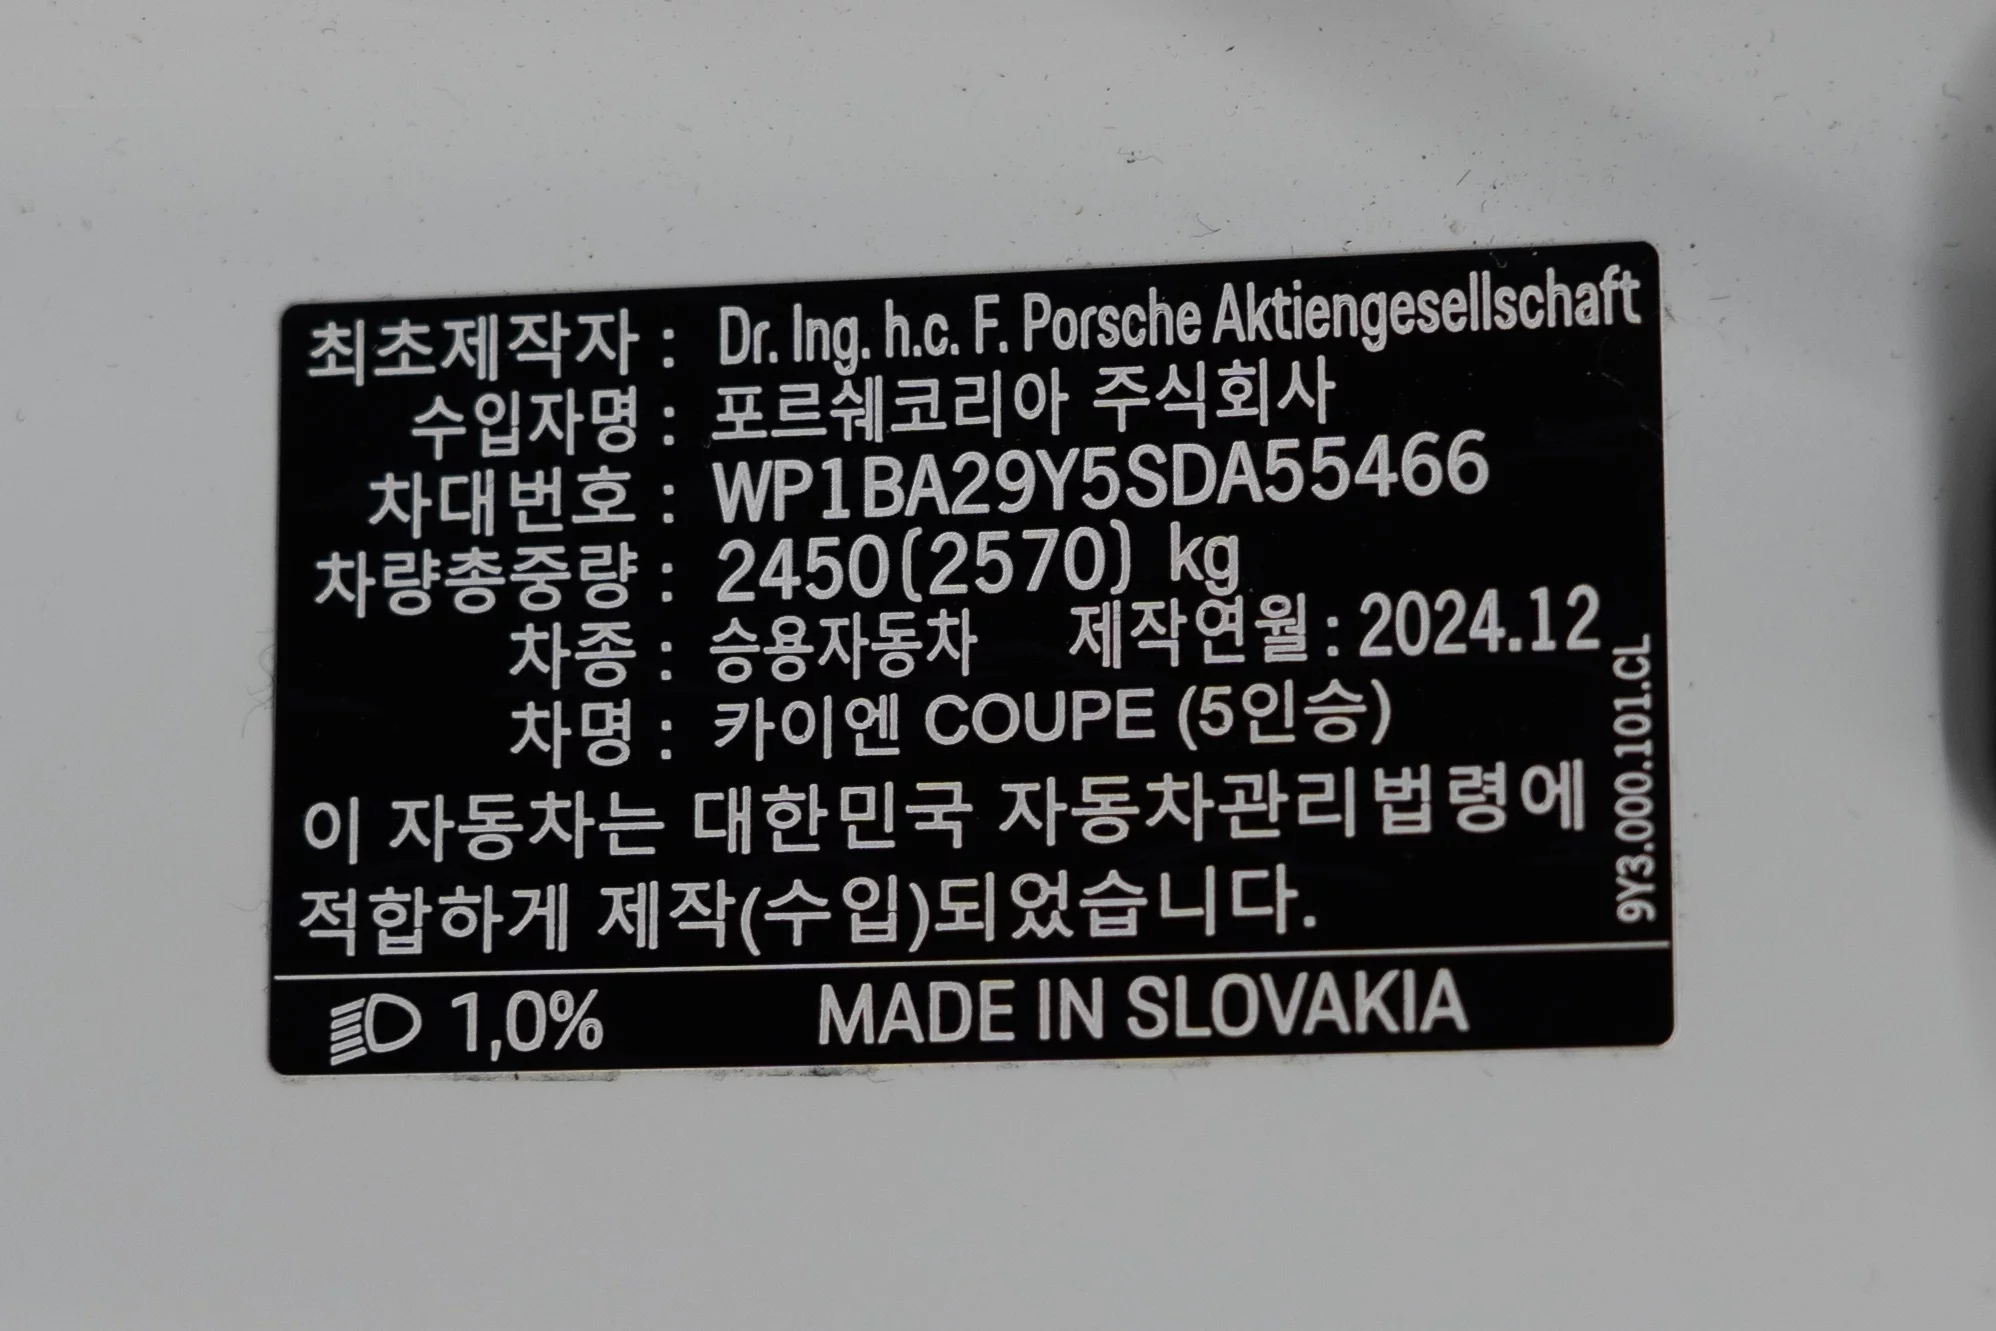 최초제작자 : Dr. Ing. h.c. F. Porsche Aktiengesellschaft
수입자명 : 포르쉐코리아 주식회사
차대번호 : WP1BA29Y5SDA55466
차량총중량 : 2450(2570) kg
차종 : 승용자동차 제작연월 : 2024.12
차명 : 카이엔 COUPE (5인승)
이 자동차는 대한민국 자동차관리법령에
적합하게 제작(수입)되었습니다.
9Y3.000.101.CL
1,0% MADE IN SLOVAKIA